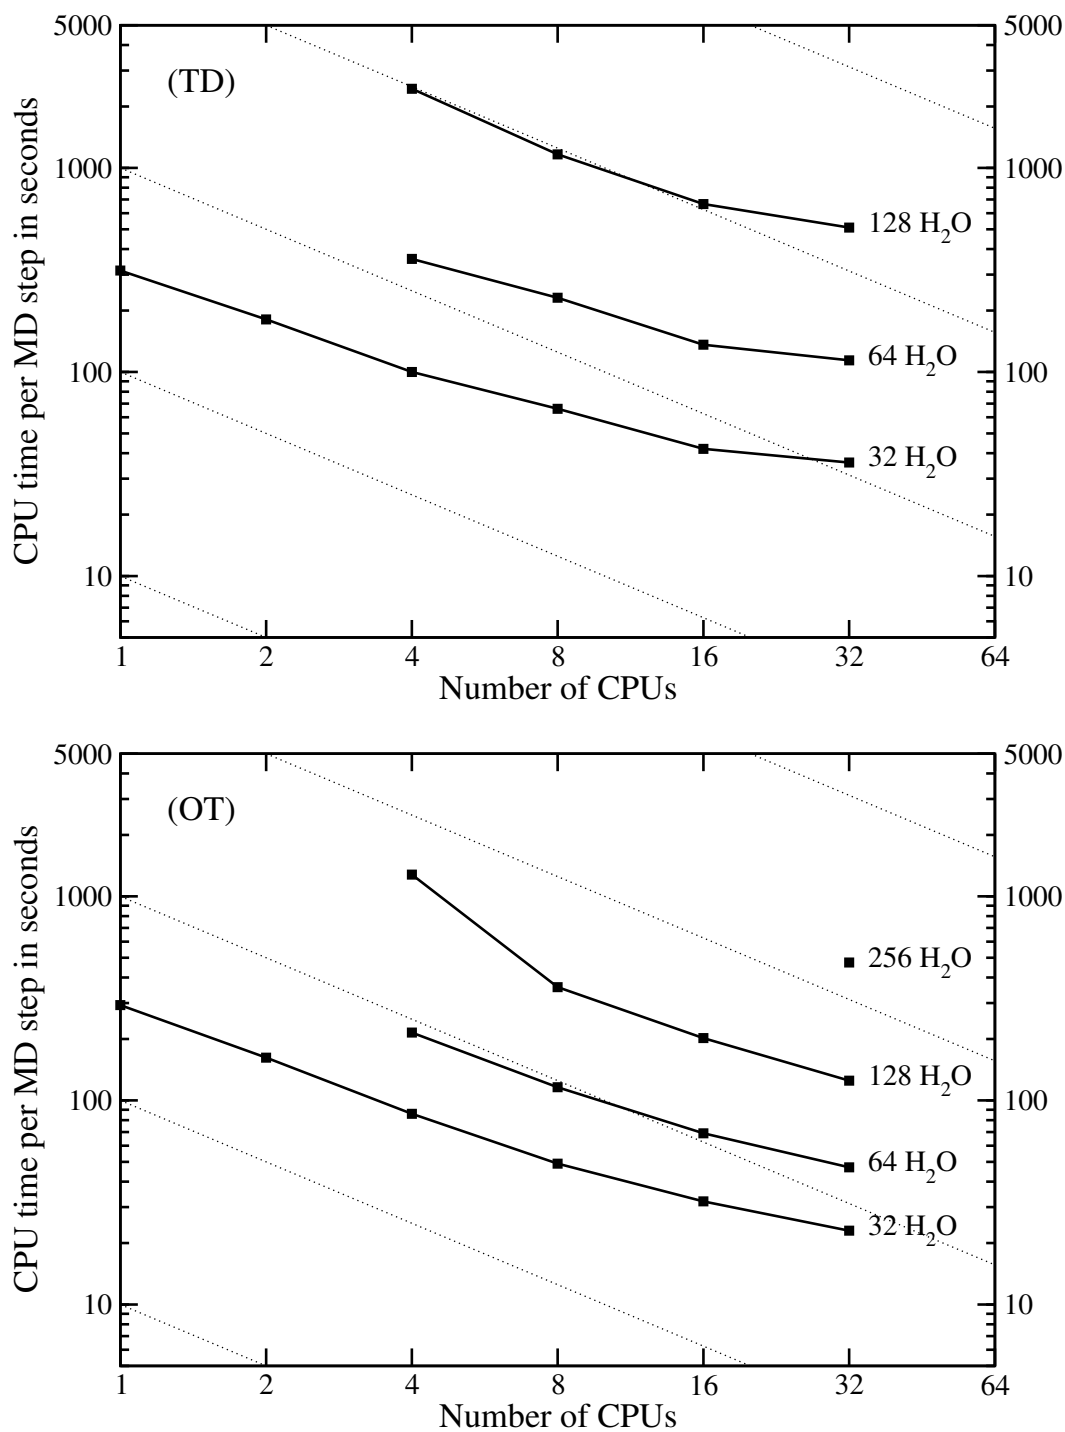 5000
5000
(TD)
1000
1000
128 H2O
64 H2O
100
100
32 H2O
10
10
CPU time per MD step in seconds
1 2 4 8 16 32 64
Number of CPUs
5000
5000
(OT)
1000
1000
256 H2O
128 H2O
100
100
64 H2O
32 H2O
10
10
CPU time per MD step in seconds
1 2 4 8 16 32 64
Number of CPUs